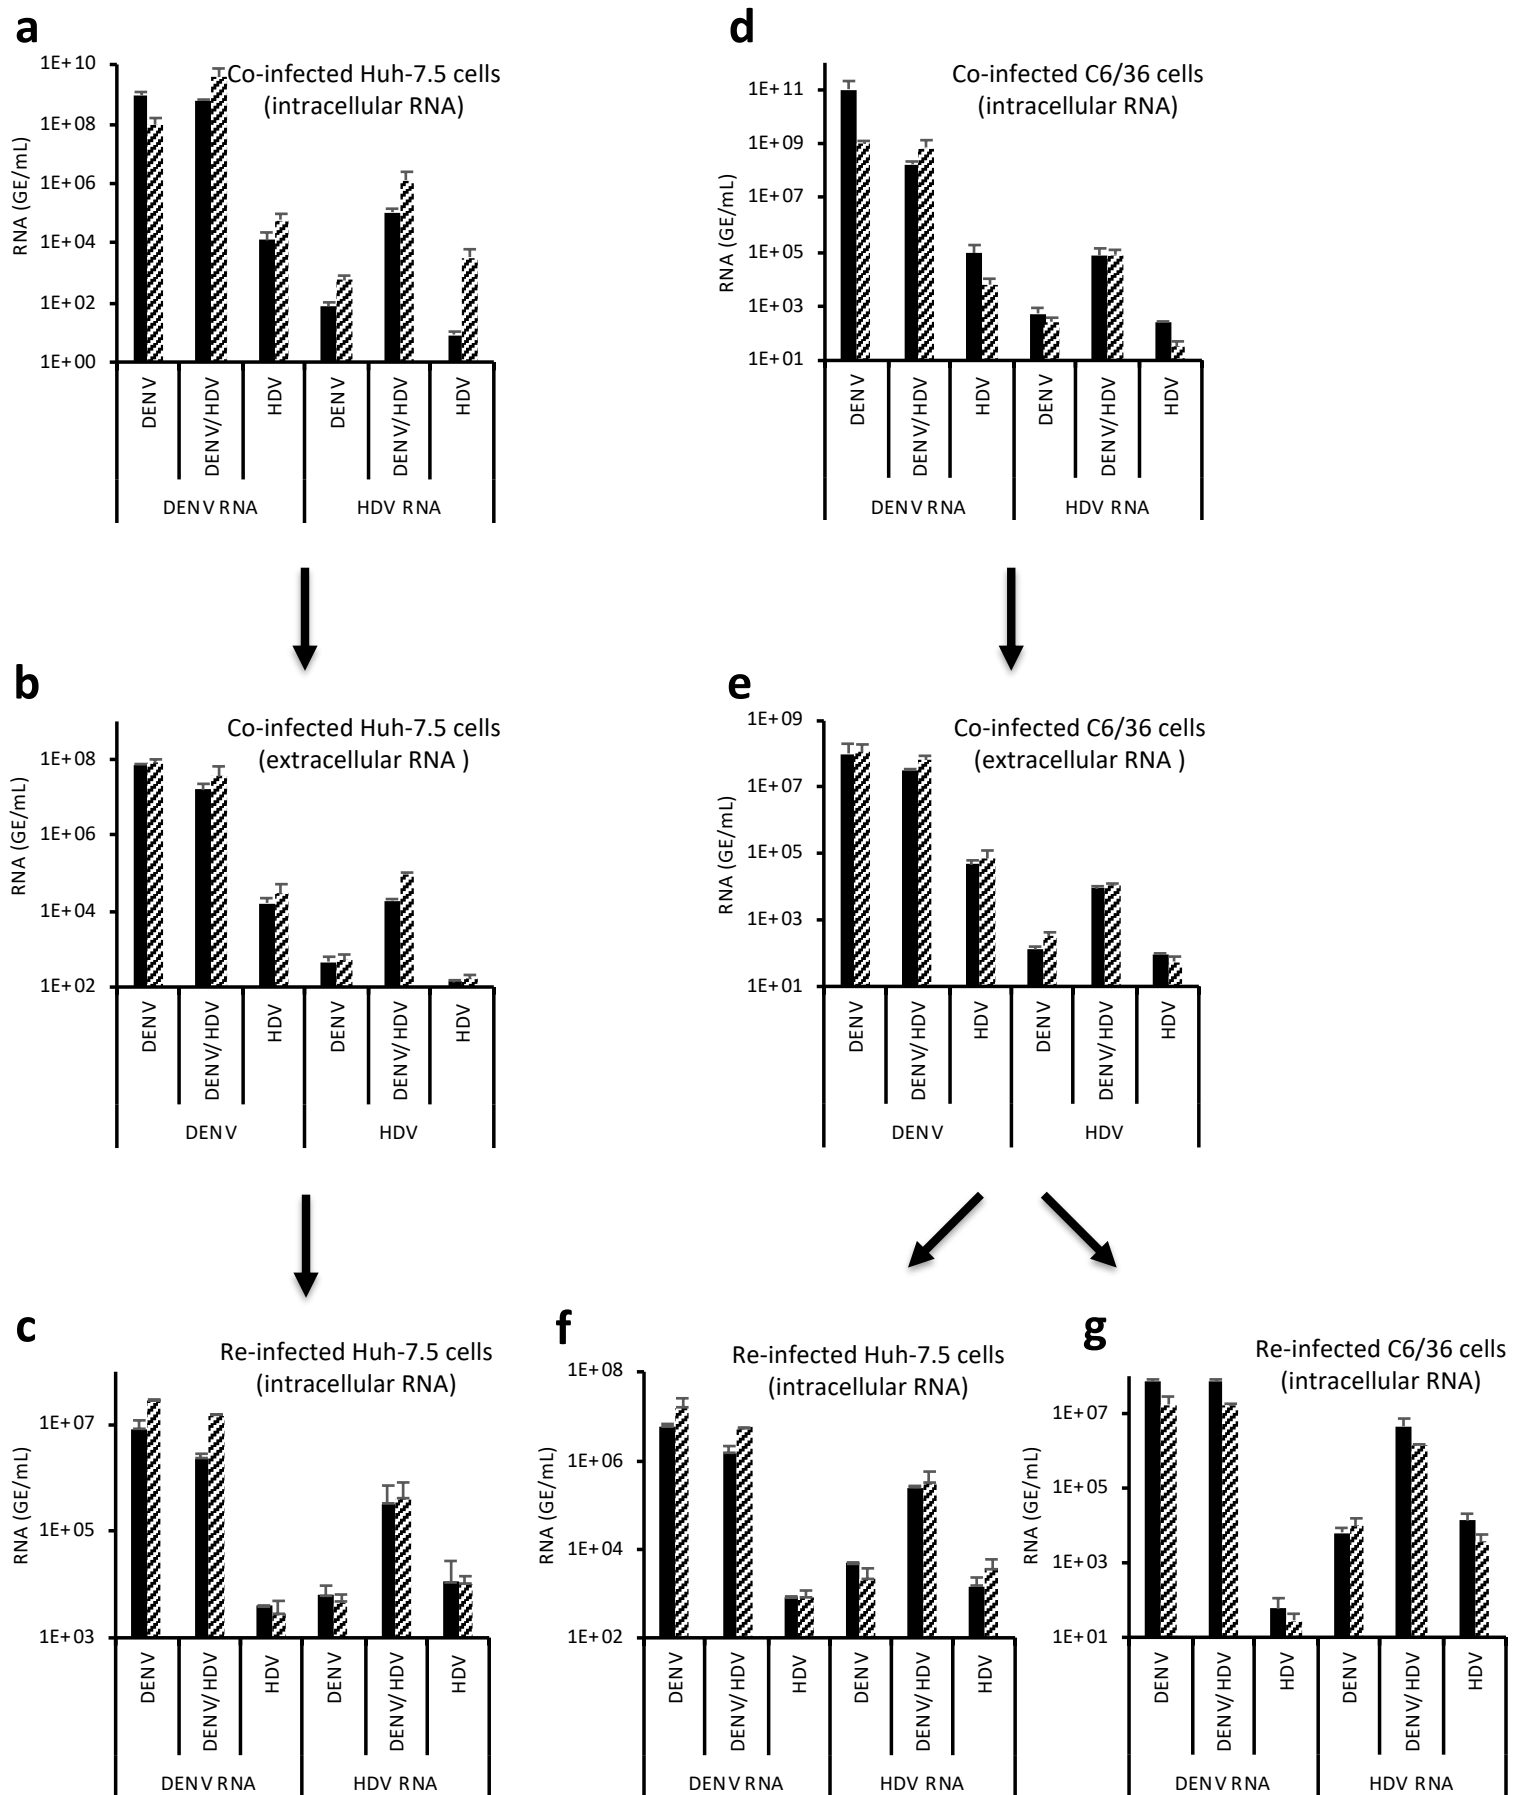 a
Co-infected Huh-7.5 cells
(intracellular RNA)
RNA (GE/mL)
1E+10
1E+08
1E+06
1E+04
1E+02
1E+00
DENV
DENV/HDV
HDV
DENV
DENV/HDV
HDV
DENV RNA
HDV RNA
d
Co-infected C6/36 cells
(intracellular RNA)
RNA (GE/mL)
1E+11
1E+09
1E+07
1E+05
1E+03
1E+01
DENV
DENV/HDV
HDV
DENV
DENV/HDV
HDV
DENV RNA
HDV RNA
b
Co-infected Huh-7.5 cells
(extracellular RNA )
RNA (GE/mL)
1E+08
1E+06
1E+04
1E+02
DENV
DENV/HDV
HDV
DENV
DENV/HDV
HDV
DENV
HDV
e
Co-infected C6/36 cells
(extracellular RNA )
RNA (GE/mL)
1E+09
1E+07
1E+05
1E+03
1E+01
DENV
DENV/HDV
HDV
DENV
DENV/HDV
HDV
DENV
HDV
c
Re-infected Huh-7.5 cells
(intracellular RNA)
RNA (GE/mL)
1E+07
1E+05
1E+03
DENV
DENV/HDV
HDV
DENV
DENV/HDV
HDV
DENV RNA
HDV RNA
f
Re-infected Huh-7.5 cells
(intracellular RNA)
RNA (GE/mL)
1E+08
1E+06
1E+04
1E+02
DENV
DENV/HDV
HDV
DENV
DENV/HDV
HDV
DENV RNA
HDV RNA
g
Re-infected C6/36 cells
(intracellular RNA)
RNA (GE/mL)
1E+07
1E+05
1E+03
1E+01
DENV
DENV/HDV
HDV
DENV
DENV/HDV
HDV
DENV RNA
HDV RNA